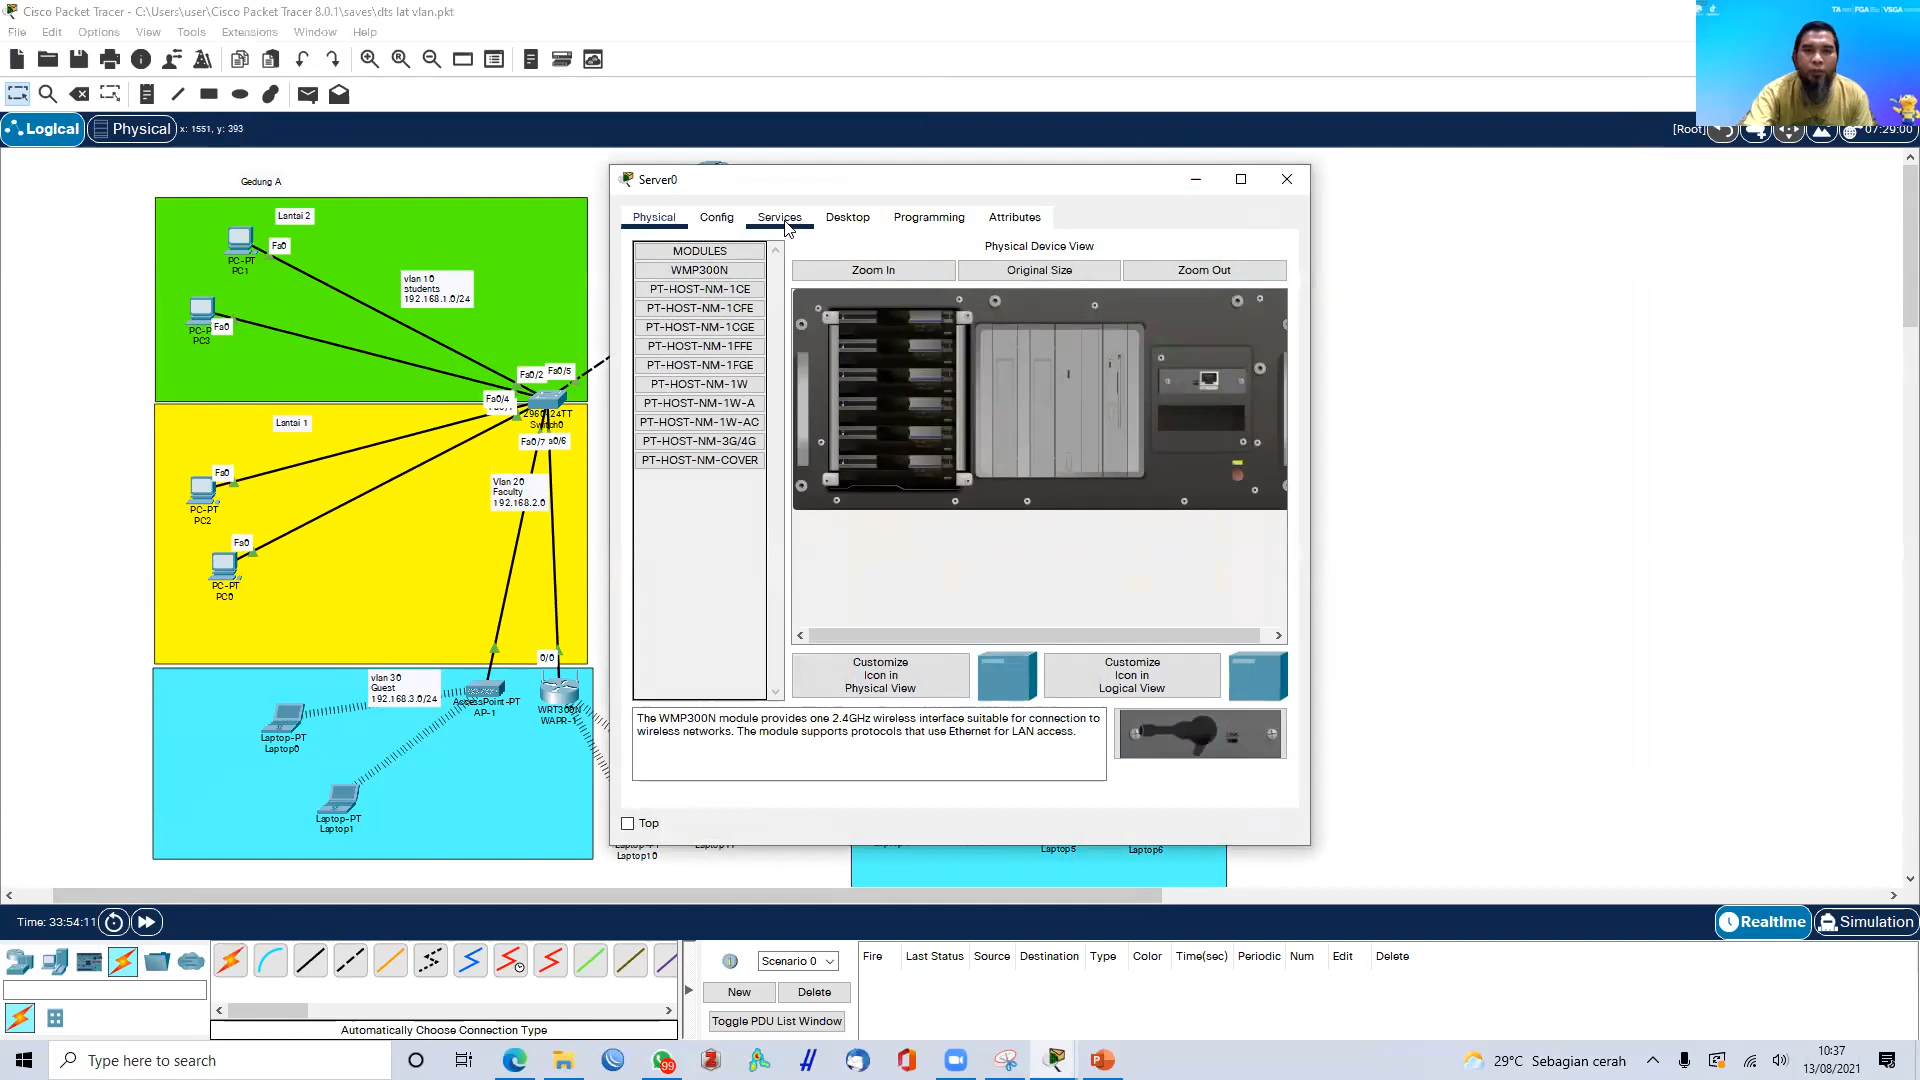 Cisco Packet Tracer - C:\Users\user\Cisco Packet Tracer 8.0.1\saves\dts lat vlan.pkt
File Edit Options View Tools Extensions Window Help
Logical Physical x: 1551, y: 393
[Root] 07:29:00
TA FGA VSGA
Gedung A
Lantai 2
PC-PT
PC1
Fa0
vlan 10
students
192.168.1.0/24
PC3
Fa0
Fa0/2 Fa0/5
Fa0/4
2960-24TT
Switch0
Lantai 1
Fa0/7
Fa0
PC-PT
PC2
Vlan 20
Faculty
192.168.2.0
Fa0
PC-PT
PC0
0/0
vlan 30
Guest
192.168.3.0/24
AccessPoint-PT
AP-1
WRT300N
WAPR-1
Laptop-PT
Laptop0
Laptop-PT
Laptop1
Laptop10
Laptop5
Laptop6
Server0
Physical Config Services Desktop Programming Attributes
MODULES
WMP300N
PT-HOST-NM-1CE
PT-HOST-NM-1CFE
PT-HOST-NM-1CGE
PT-HOST-NM-1FFE
PT-HOST-NM-1FGE
PT-HOST-NM-1W
PT-HOST-NM-1W-A
PT-HOST-NM-1W-AC
PT-HOST-NM-3G/4G
PT-HOST-NM-COVER
Physical Device View
Zoom In Original Size Zoom Out
Customize
Icon in
Physical View
Customize
Icon in
Logical View
The WMP300N module provides one 2.4GHz wireless interface suitable for connection to
wireless networks. The module supports protocols that use Ethernet for LAN access.
Top
Time: 33:54:11
Realtime Simulation
Scenario 0
New Delete
Toggle PDU List Window
Fire Last Status Source Destination Type Color Time(sec) Periodic Num Edit Delete
Automatically Choose Connection Type
Type here to search
99
29°C Sebagian cerah
10:37
13/08/2021